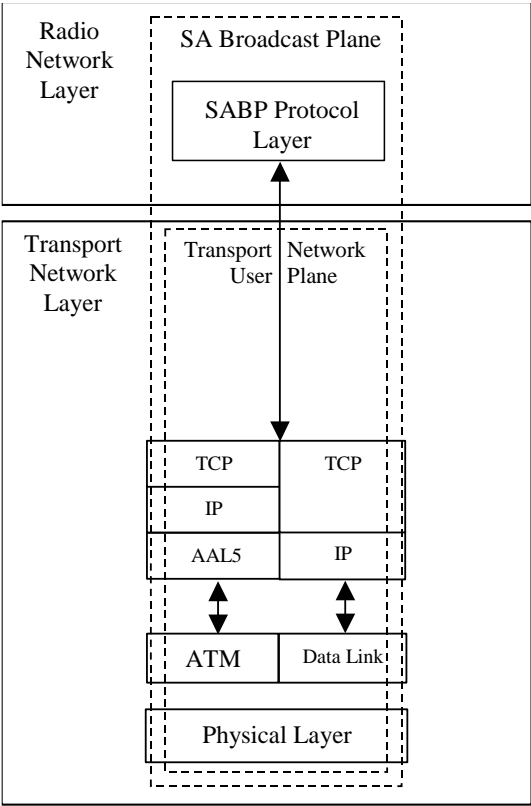 Radio
Network
Layer
SA Broadcast Plane
SABP Protocol
Layer
Transport
Network
Layer
Transport Network
User Plane
TCP
TCP
IP
AAL5
IP
ATM
Data Link
Physical Layer